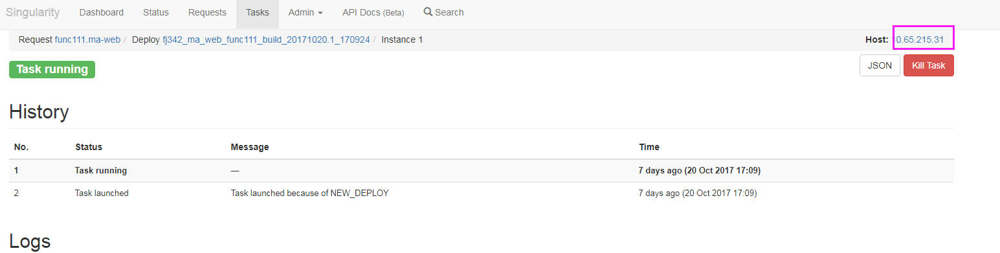 Singularity Dashboard Status Requests Tasks Admin API Docs (Beta) Search
Request func111.ma-web / Deploy fj342_ma_web_func111_build_20171020.1_170924 / Instance 1 Host: 10.65.215.31
Task running JSON Kill Task
History
No. Status Message Time
1 Task running — 7 days ago (20 Oct 2017 17:09)
2 Task launched Task launched because of NEW_DEPLOY 7 days ago (20 Oct 2017 17:09)
Logs